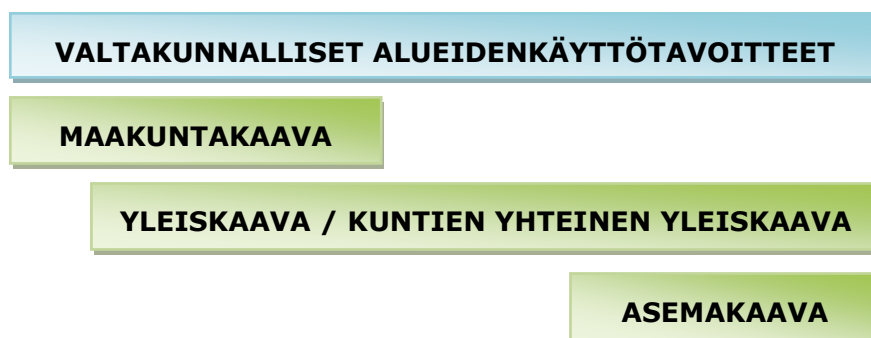 VALTAKUNNALLISET ALUEIDENKÄYTTÖTAVOITTEET
MAAKUNTAKAAVA
YLEISKAAVA / KUNTIEN YHTEINEN YLEISKAAVA
ASEMAKAAVA